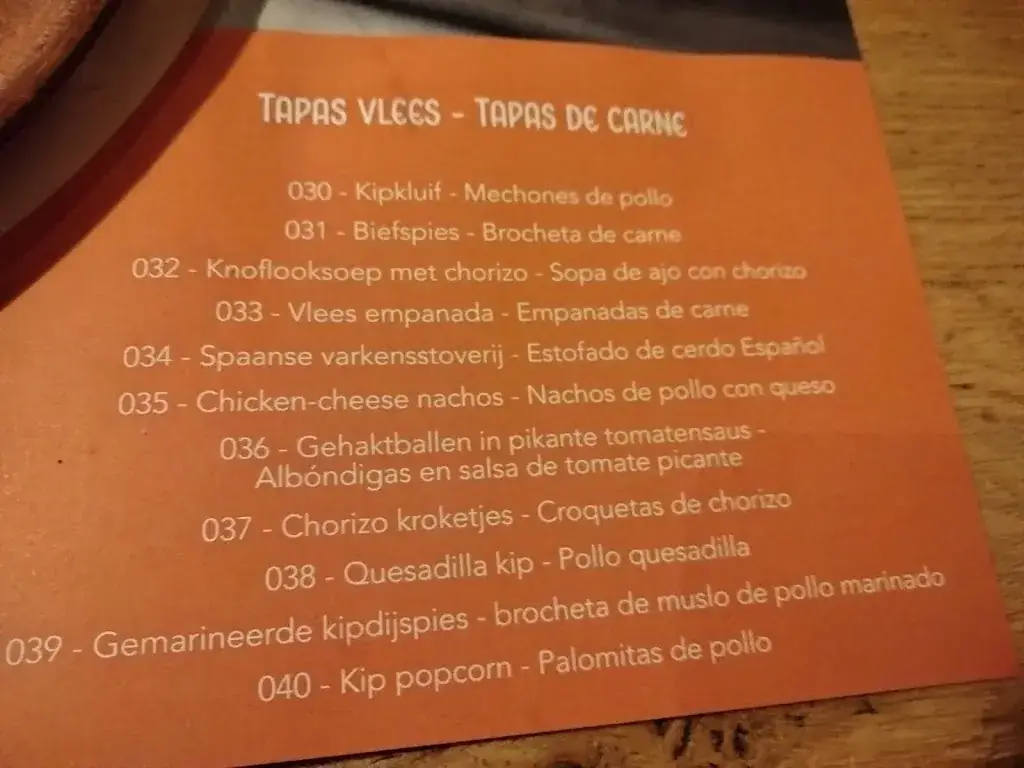 TAPAS VLEES - TAPAS DE CARNE
030 - Kipkluif - Mechones de pollo
031 - Biefspies - Brocheta de carne
032 - Knoflooksoep met chorizo - Sopa de ajo con chorizo
033 - Vlees empanada - Empanadas de carne
034 - Spaanse varkensstoverij - Estofado de cerdo Español
035 - Chicken-cheese nachos - Nachos de pollo con queso
036 - Gehaktballen in pikante tomatensaus -
Albóndigas en salsa de tomate picante
037 - Chorizo kroketjes - Croquetas de chorizo
038 - Quesadilla kip - Pollo quesadilla
039 - Gemarineerde kipdijspies - brocheta de muslo de pollo marinado
040 - Kip popcorn - Palomitas de pollo